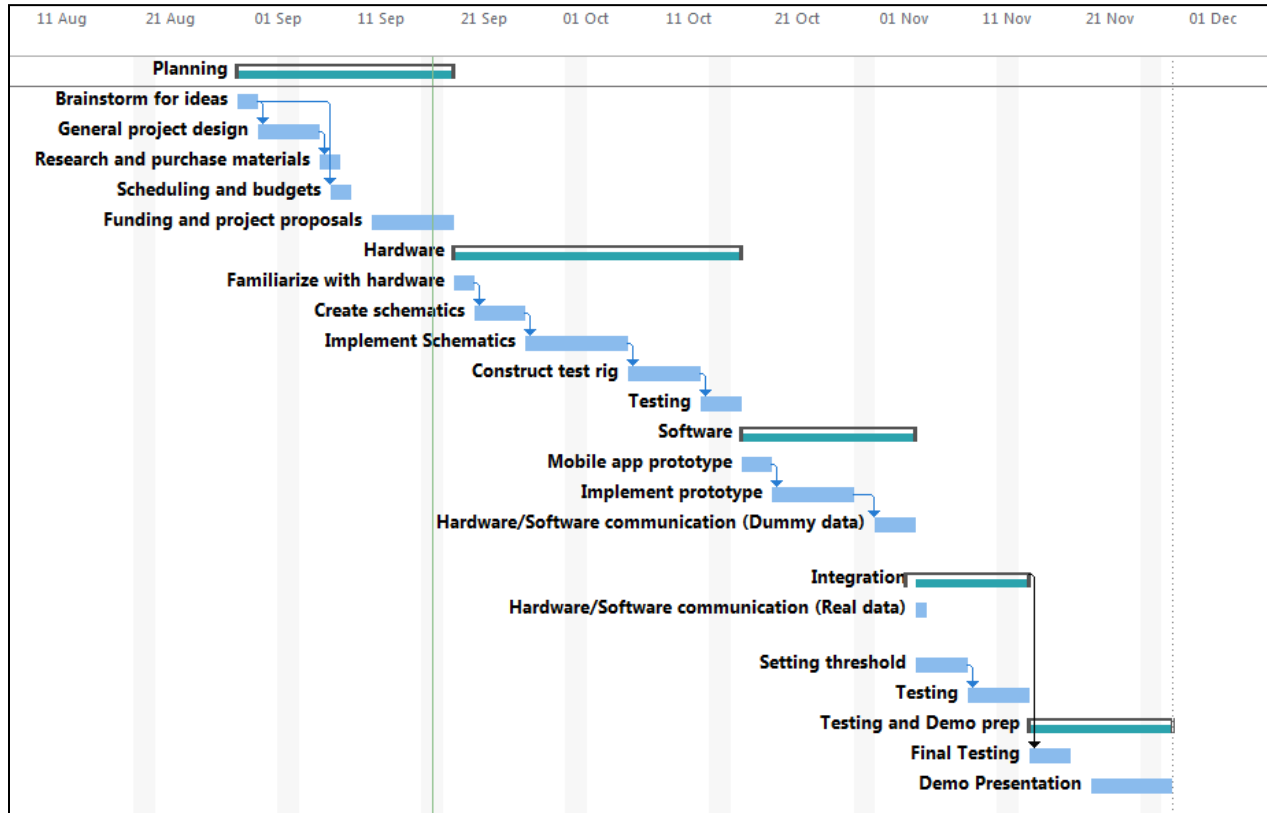 11 Aug 21 Aug 01 Sep 11 Sep 21 Sep 01 Oct 11 Oct 21 Oct 01 Nov 11 Nov 21 Nov 01 Dec
Planning
Brainstorm for ideas
General project design
Research and purchase materials
Scheduling and budgets
Funding and project proposals
Hardware
Familiarize with hardware
Create schematics
Implement Schematics
Construct test rig
Testing
Software
Mobile app prototype
Implement prototype
Hardware/Software communication (Dummy data)
Integration
Hardware/Software communication (Real data)
Setting threshold
Testing
Testing and Demo prep
Final Testing
Demo Presentation